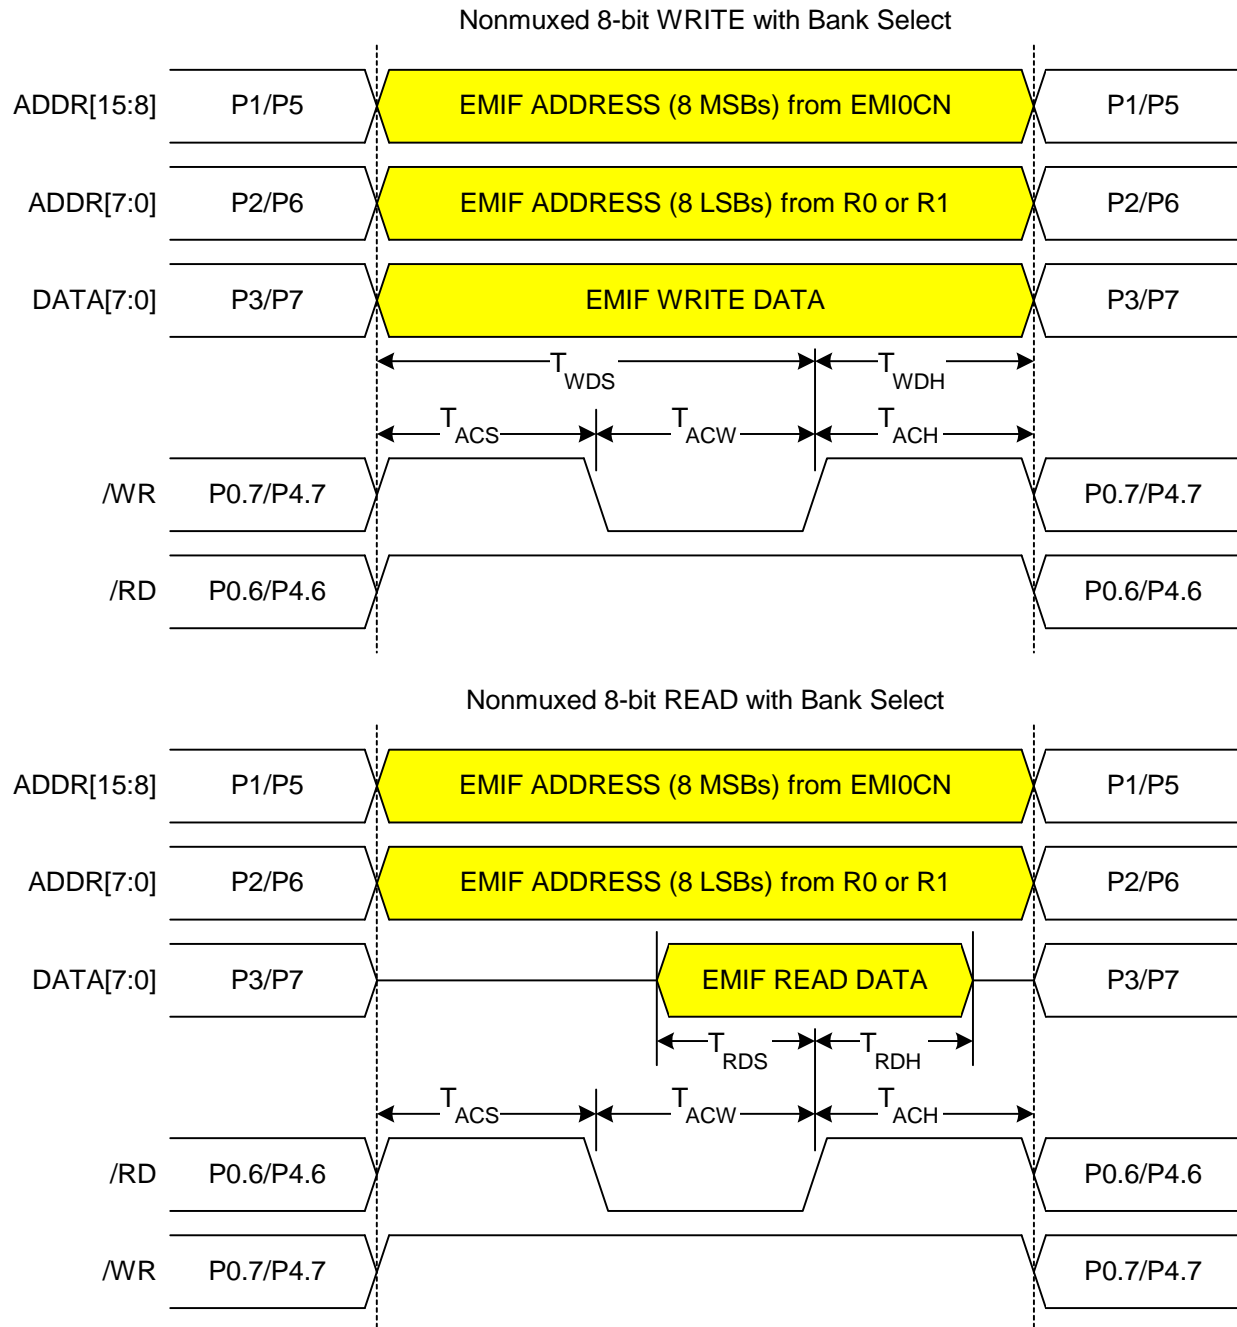 Nonmuxed 8-bit WRITE with Bank Select
ADDR[15:8] P1/P5 EMIF ADDRESS (8 MSBs) from EMI0CN P1/P5
ADDR[7:0] P2/P6 EMIF ADDRESS (8 LSBs) from R0 or R1 P2/P6
DATA[7:0] P3/P7 EMIF WRITE DATA P3/P7
TWDS TWDH
TACS TACW TACH
/WR P0.7/P4.7 P0.7/P4.7
/RD P0.6/P4.6 P0.6/P4.6
Nonmuxed 8-bit READ with Bank Select
ADDR[15:8] P1/P5 EMIF ADDRESS (8 MSBs) from EMI0CN P1/P5
ADDR[7:0] P2/P6 EMIF ADDRESS (8 LSBs) from R0 or R1 P2/P6
DATA[7:0] P3/P7 EMIF READ DATA P3/P7
TRDS TRDH
TACS TACW TACH
/RD P0.6/P4.6 P0.6/P4.6
/WR P0.7/P4.7 P0.7/P4.7